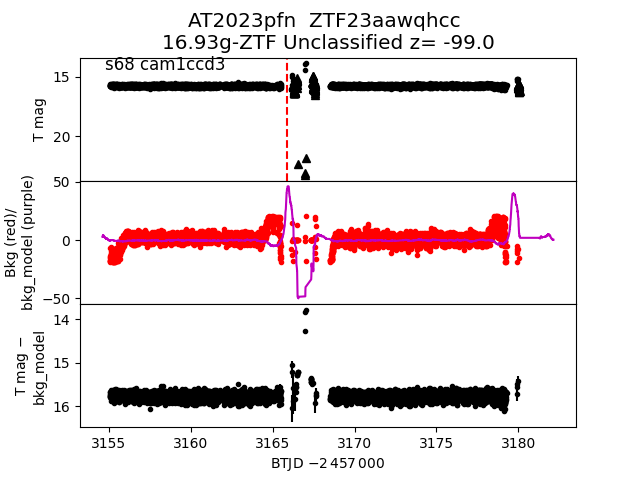 AT2023pfn  ZTF23aawqhcc
16.93g-ZTF Unclassified z= -99.0
s68 cam1ccd3
15
20
T mag
50
0
−50
Bkg (red)/
bkg_model (purple)
14
15
16
T mag −
bkg_model
3155 3160 3165 3170 3175 3180
BTJD −2 457 000